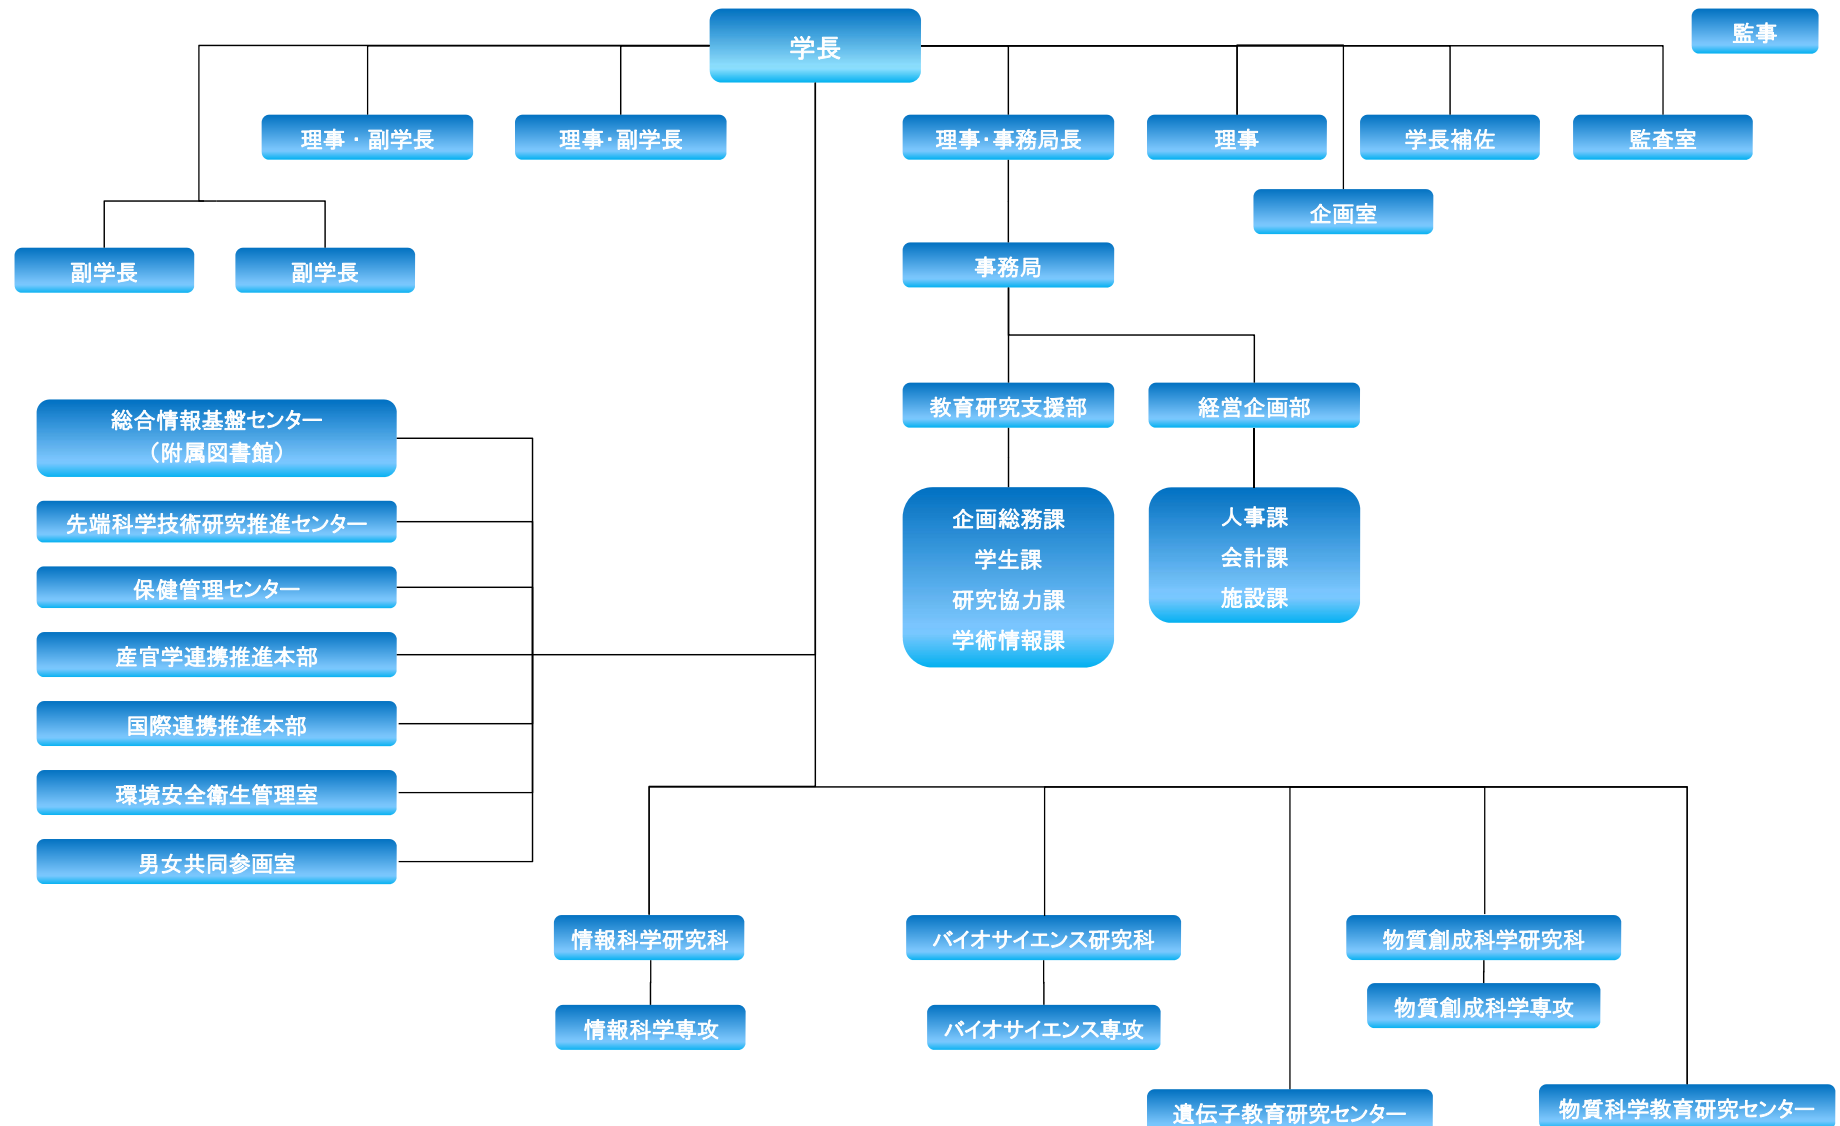 学長
監事
理事・副学長
理事・副学長
理事・事務局長
理事
学長補佐
監査室
企画室
副学長
副学長
事務局
教育研究支援部
経営企画部
総合情報基盤センター
（附属図書館）
先端科学技術研究推進センター
保健管理センター
産官学連携推進本部
国際連携推進本部
環境安全衛生管理室
男女共同参画室
企画総務課
学生課
研究協力課
学術情報課
人事課
会計課
施設課
情報科学研究科
バイオサイエンス研究科
物質創成科学研究科
情報科学専攻
バイオサイエンス専攻
物質創成科学専攻
遺伝子教育研究センター
物質科学教育研究センター